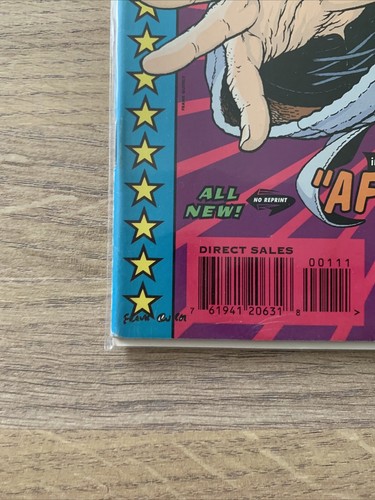 ALL
NEW!
NO REPRINT
"AF
DIRECT SALES
00111
7 61941 20631 8 >